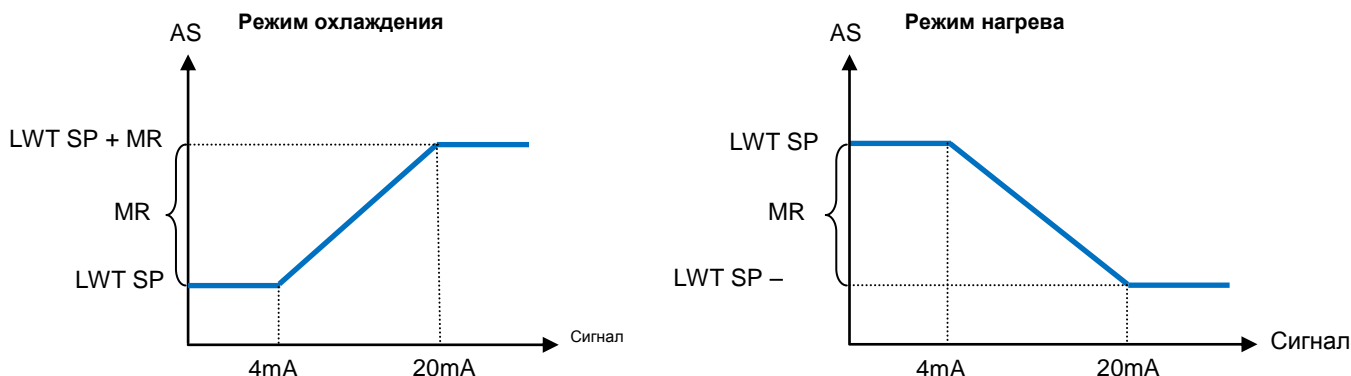 Режим охлаждения
AS
LWT SP + MR
MR
LWT SP
4mA
20mA
Сигнал
Режим нагрева
AS
LWT SP
MR
LWT SP –
4mA
20mA
Сигнал